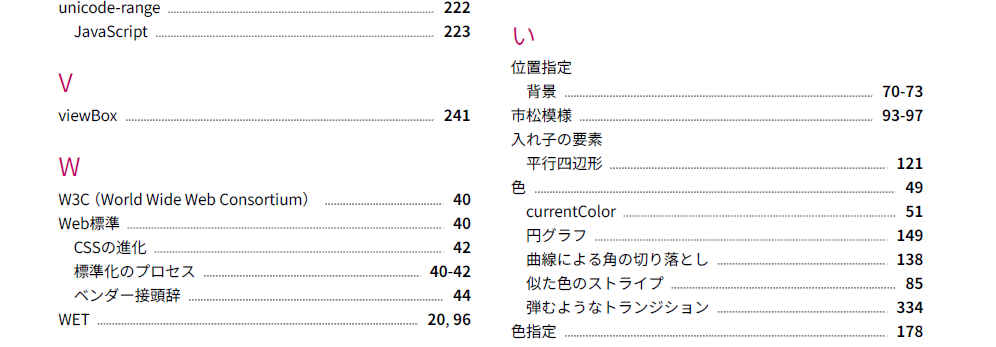 unicode-range 222
JavaScript 223
V
viewBox 241
W
W3C（World Wide Web Consortium） 40
Web標準 40
CSSの進化 42
標準化のプロセス 40-42
ベンダー接頭辞 44
WET 20, 96
い
位置指定
背景 70-73
市松模様 93-97
入れ子の要素
平行四辺形 121
色 49
currentColor 51
円グラフ 149
曲線による角の切り落とし 138
似た色のストライプ 85
弾むようなトランジション 334
色指定 178